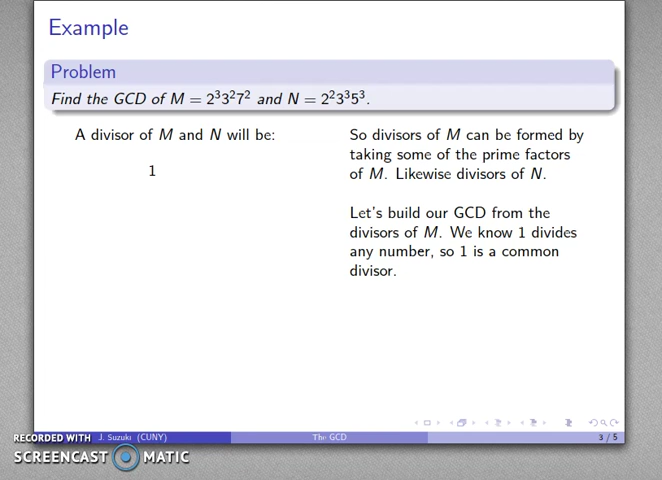 Example
Problem
Find the GCD of M = 2³3²7² and N = 2²3³5³.
A divisor of M and N will be:
1
So divisors of M can be formed by
taking some of the prime factors
of M. Likewise divisors of N.
Let's build our GCD from the
divisors of M. We know 1 divides
any number, so 1 is a common
divisor.
J. Suzuki (CUNY)
The GCD
3 / 5
RECORDED WITH
SCREENCAST MATIC